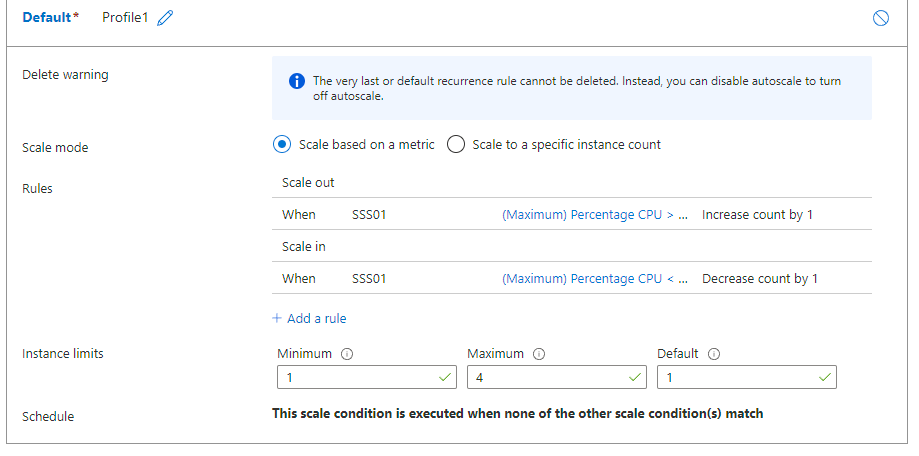 Default* Profile1
Delete warning
The very last or default recurrence rule cannot be deleted. Instead, you can disable autoscale to turn
off autoscale.
Scale mode Scale based on a metric Scale to a specific instance count
Rules
Scale out
When SSS01 (Maximum) Percentage CPU > ... Increase count by 1
Scale in
When SSS01 (Maximum) Percentage CPU < ... Decrease count by 1
+ Add a rule
Instance limits Minimum Maximum Default
1 4 1
Schedule This scale condition is executed when none of the other scale condition(s) match